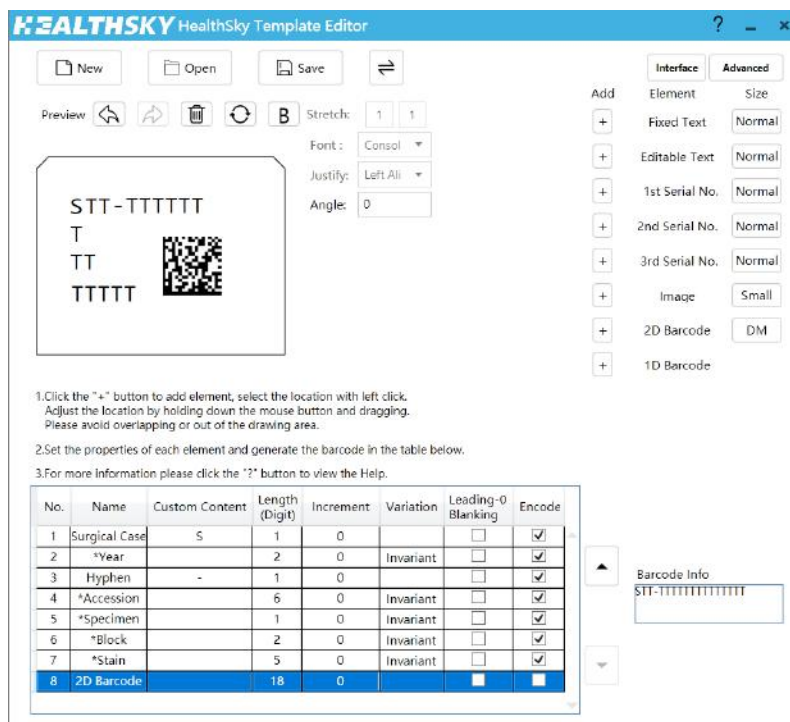 HEALTHSKY HealthSky Template Editor ? _ ×
New Open Save ⇌
Interface Advanced
Add Element Size
Preview B Stretch: 1 1
Font : Consol
Justify: Left Ali
Angle: 0
+ Fixed Text Normal
+ Editable Text Normal
+ 1st Serial No. Normal
+ 2nd Serial No. Normal
+ 3rd Serial No. Normal
+ Image Small
+ 2D Barcode DM
+ 1D Barcode
STT-TTTTTT
T
TT
TTTTT
1.Click the "+" button to add element, select the location with left click.
Adjust the location by holding down the mouse button and dragging.
Please avoid overlapping or out of the drawing area.
2.Set the properties of each element and generate the barcode in the table below.
3.For more information please click the "?" button to view the Help.
No. Name Custom Content Length (Digit) Increment Variation Leading-0 Blanking Encode
1 Surgical Case S 1 0
2 *Year 2 0 Invariant
3 Hyphen - 1 0
4 *Accession 6 0 Invariant
5 *Specimen 1 0 Invariant
6 *Block 2 0 Invariant
7 *Stain 5 0 Invariant
8 2D Barcode 18 0
Barcode Info
STT-TTTTTTTTTTTTTT